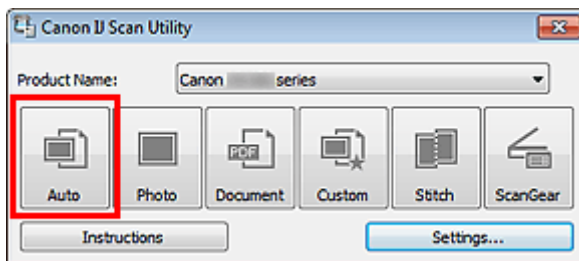 Canon IJ Scan Utility
Product Name: Canon series
PDF
Auto Photo Document Custom Stitch ScanGear
Instructions Settings...